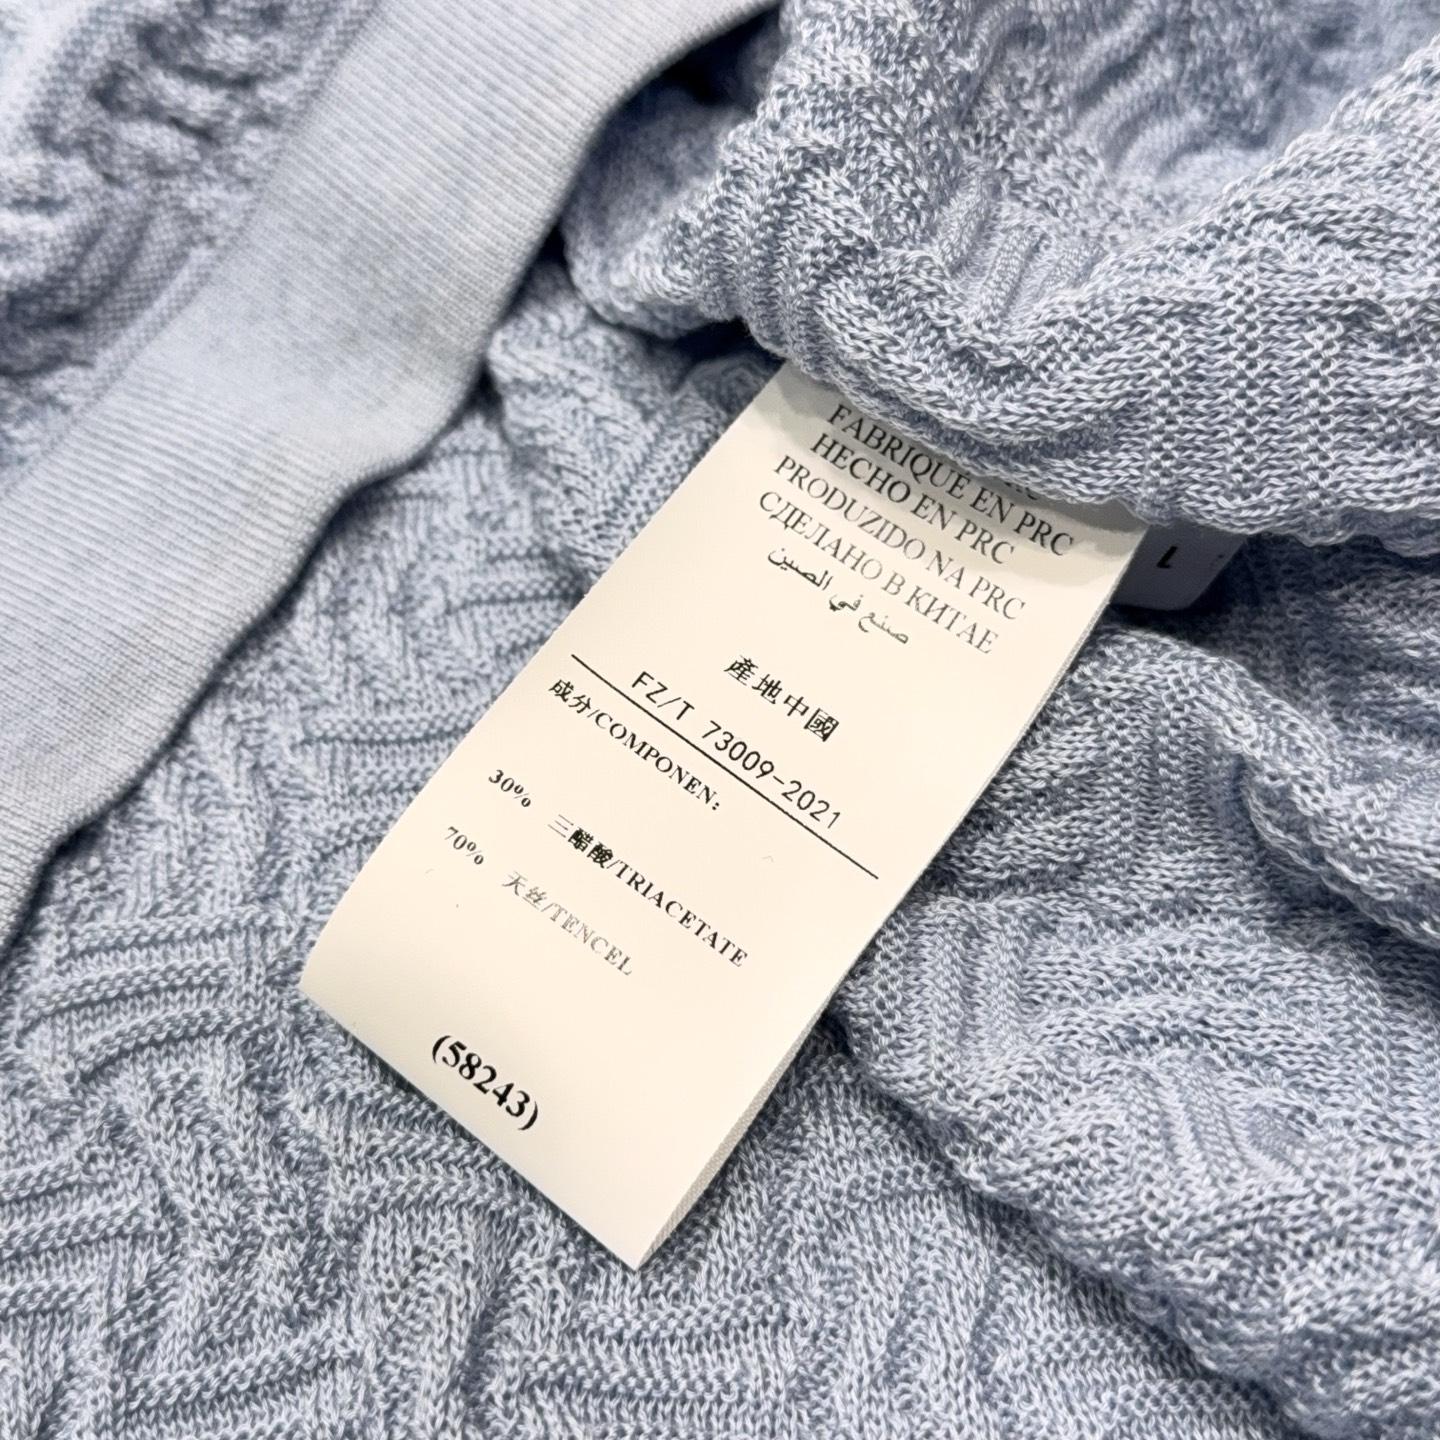 FABRIQUE EN PRC
HECHO EN PRC
PRODUZIDO NA PRC
СДЕЛАНО В КИТАЕ
صنع في الصين
產地中國
FZ/T 73009-2021
成分/COMPONEN:
30% 三醋酸/TRIACETATE
70% 天丝/TENCEL
(58243)
L